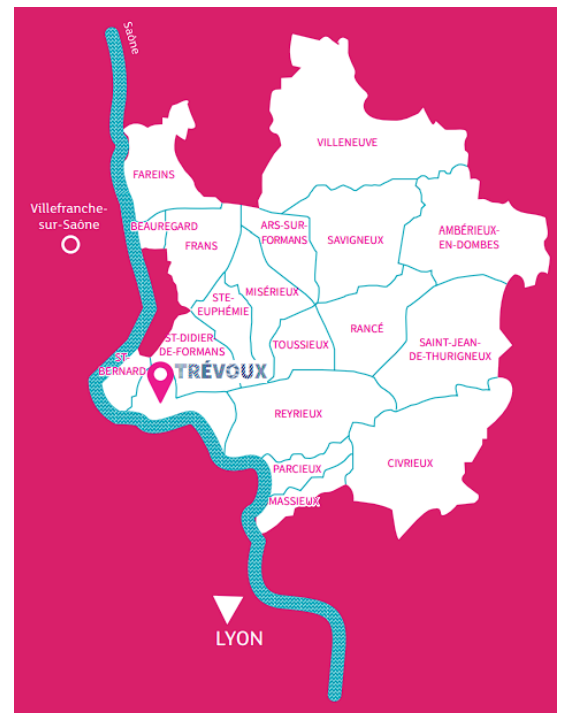 Saône
VILLENEUVE
FAREINS
Villefranche-
sur-Saône
BEAUREGARD
FRANS
ARS-SUR-
FORMANS
SAVIGNEUX
AMBÉRIEUX-
EN-DOMBES
MISÉRIEUX
STE-
EUPHÉMIE
ST-DIDIER
DE-FORMANS
TOUSSIEUX
RANCÉ
SAINT-JEAN-
DE-THURIGNEUX
ST-
BERNARD
TRÉVOUX
REYRIEUX
PARCIEUX
CIVRIEUX
MASSIEUX
LYON